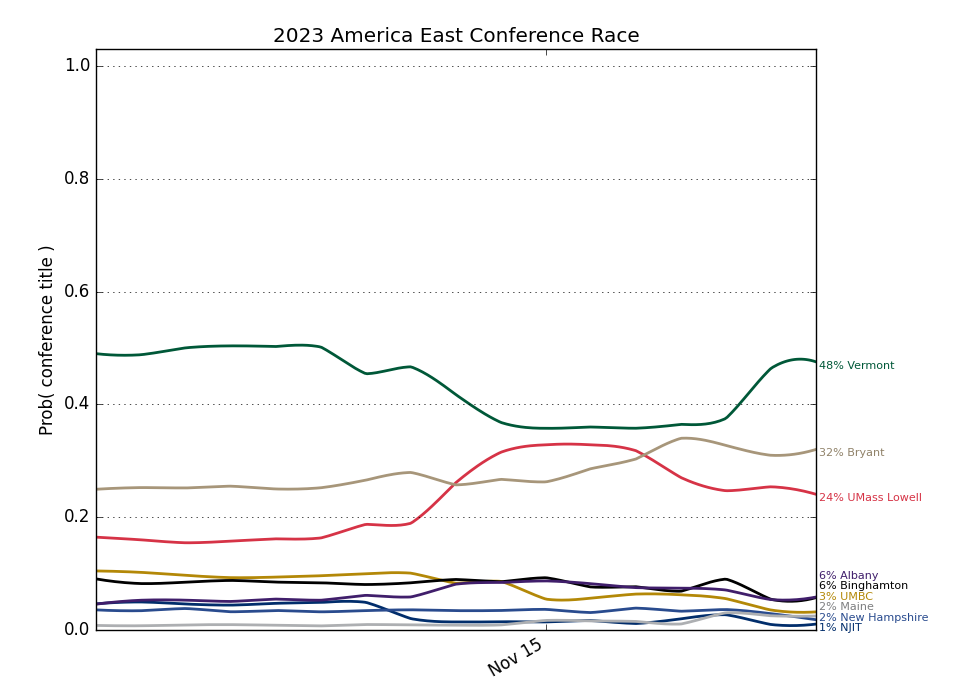 2023 America East Conference Race
Prob( conference title )
1.0
0.8
0.6
0.4
0.2
0.0
Nov 15
48% Vermont
32% Bryant
24% UMass Lowell
6% Albany
6% Binghamton
3% UMBC
2% Maine
2% New Hampshire
1% NJIT